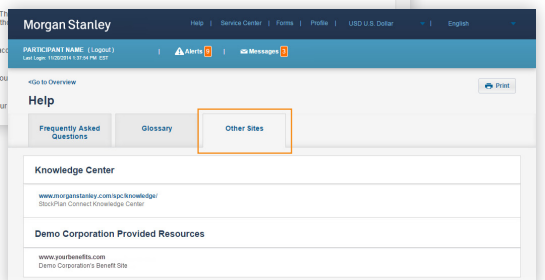 Morgan Stanley
Help | Service Center | Forms | Profile | USD U.S. Dollar | English
PARTICIPANT NAME (Logout) | Alerts 9 | Messages 8
Last Login: 11/20/2014 1:37:54 PM EST
<Go to Overview
Print
Help
Frequently Asked Questions
Glossary
Other Sites
Knowledge Center
www.morganstanley.com/spc/knowledge/
StockPlan Connect Knowledge Center
Demo Corporation Provided Resources
www.yourbenefits.com
Demo Corporation's Benefit Site